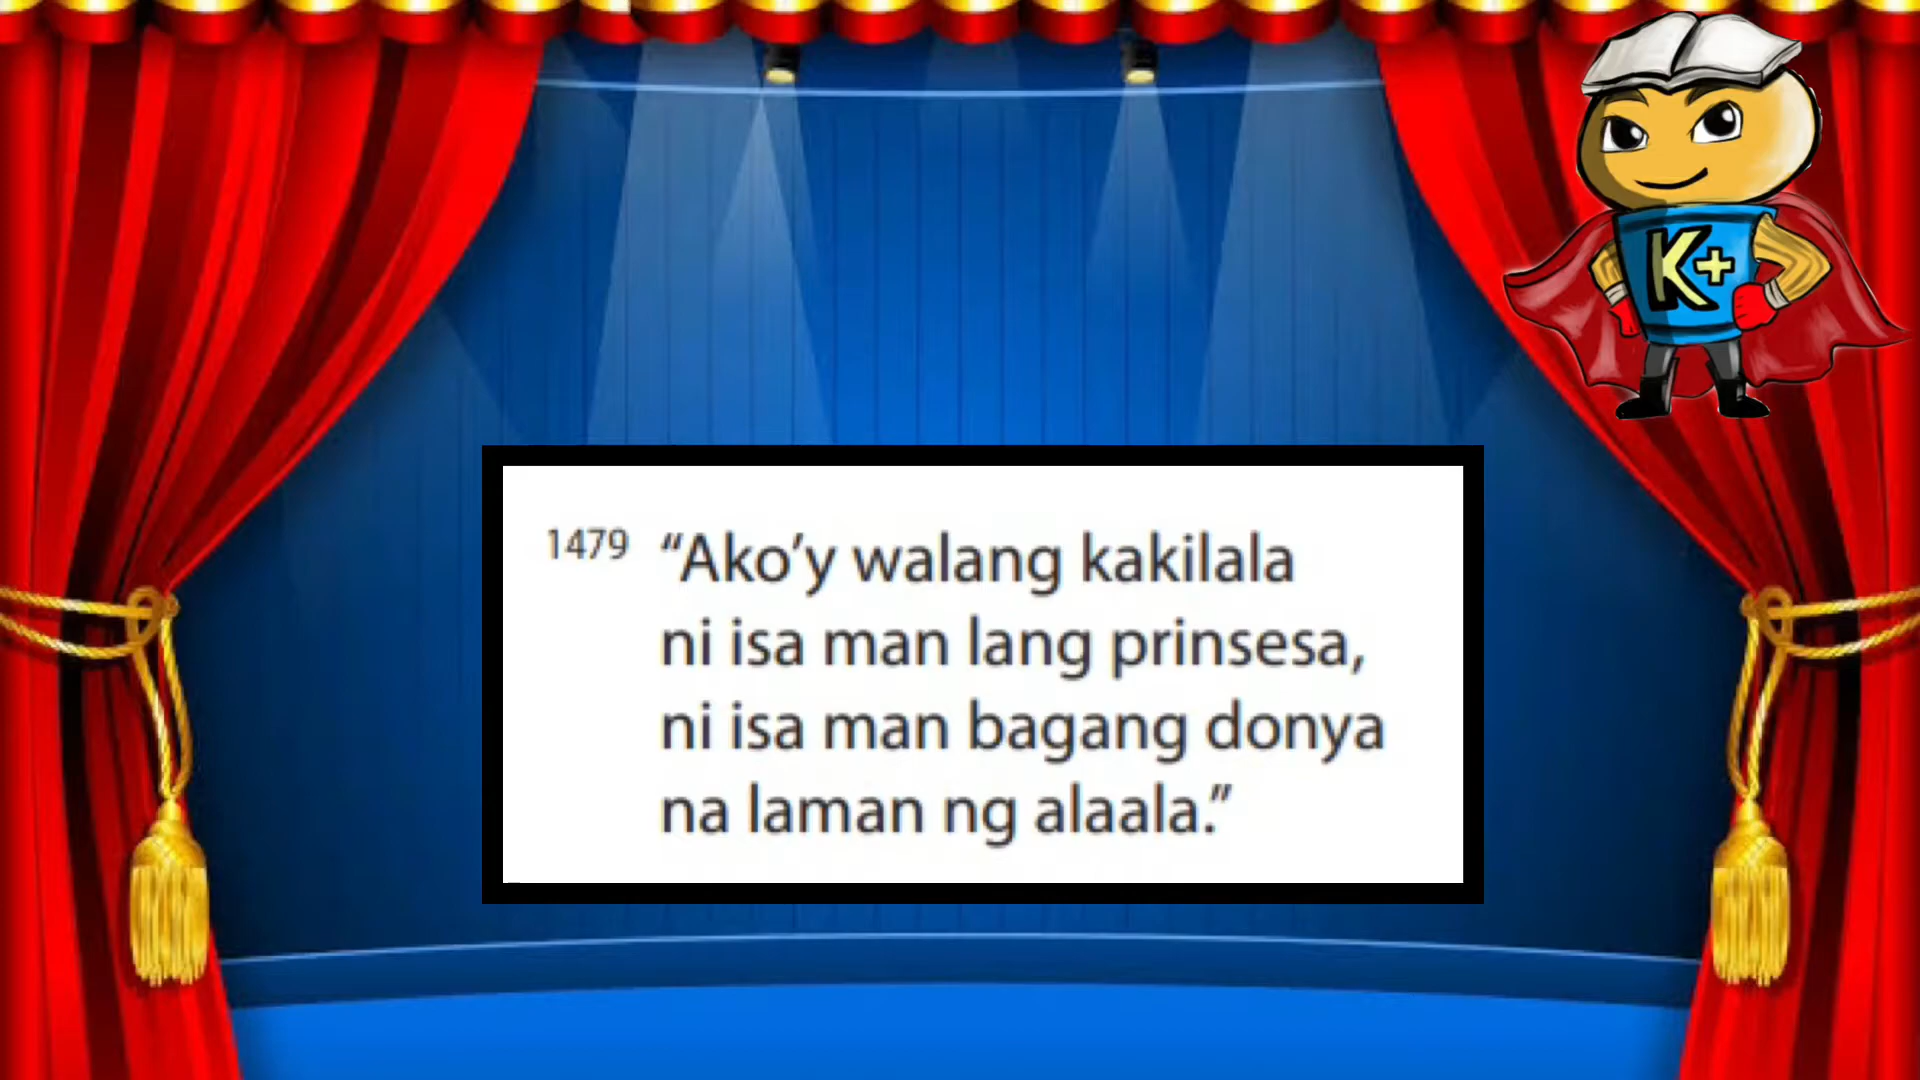 K+
1479 “Ako’y walang kakilala
ni isa man lang prinsesa,
ni isa man bagang donya
na laman ng alaala.”